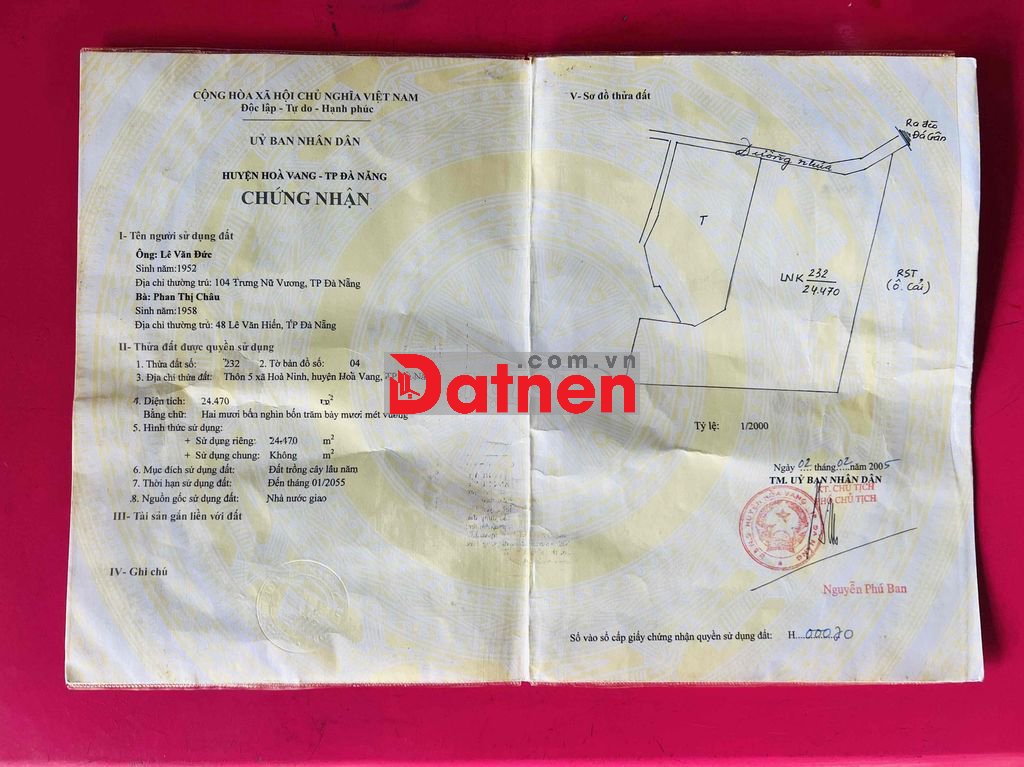 CỘNG HÒA XÃ HỘI CHỦ NGHĨA VIỆT NAM
Độc lập - Tự do - Hạnh phúc
UỶ BAN NHÂN DÂN
HUYỆN HOÀ VANG - TP ĐÀ NẴNG
CHỨNG NHẬN
I- Tên người sử dụng đất
Ông: Lê Văn Đức
Sinh năm:1952
Địa chỉ thường trú: 104 Trưng Nữ Vương, TP Đà Nẵng
Bà: Phan Thị Châu
Sinh năm:1958
Địa chỉ thường trú: 48 Lê Văn Hiến, TP Đà Nẵng
II- Thửa đất được quyền sử dụng
1. Thửa đất số: 232 2. Tờ bản đồ số: 04
3. Địa chỉ thửa đất: Thôn 5 xã Hoà Ninh, huyện Hoà Vang,
4. Diện tích: 24.470 m2
Bằng chữ: Hai mươi bốn nghìn bốn trăm bảy mươi mét vuông
5. Hình thức sử dụng:
+ Sử dụng riêng: 24.470 m2
+ Sử dụng chung: Không m2
6. Mục đích sử dụng đất: Đất trồng cây lâu năm
7. Thời hạn sử dụng đất: Đến tháng 01/2055
8. Nguồn gốc sử dụng đất: Nhà nước giao
III- Tài sản gắn liền với đất
IV- Ghi chú
V- Sơ đồ thửa đất
Ra đèo
Đá Gân
Đường nhựa
T
LNK 232
24.470
RST
(Ô. Cải)
.com.vn
Datnen
Tỷ lệ: 1/2000
Ngày 02 tháng 02 năm 2005
TM. UỶ BAN NHÂN DÂN
KT. CHỦ TỊCH
PHÓ CHỦ TỊCH
Nguyễn Phú Ban
Số vào sổ cấp giấy chứng nhận quyền sử dụng đất: H....00070